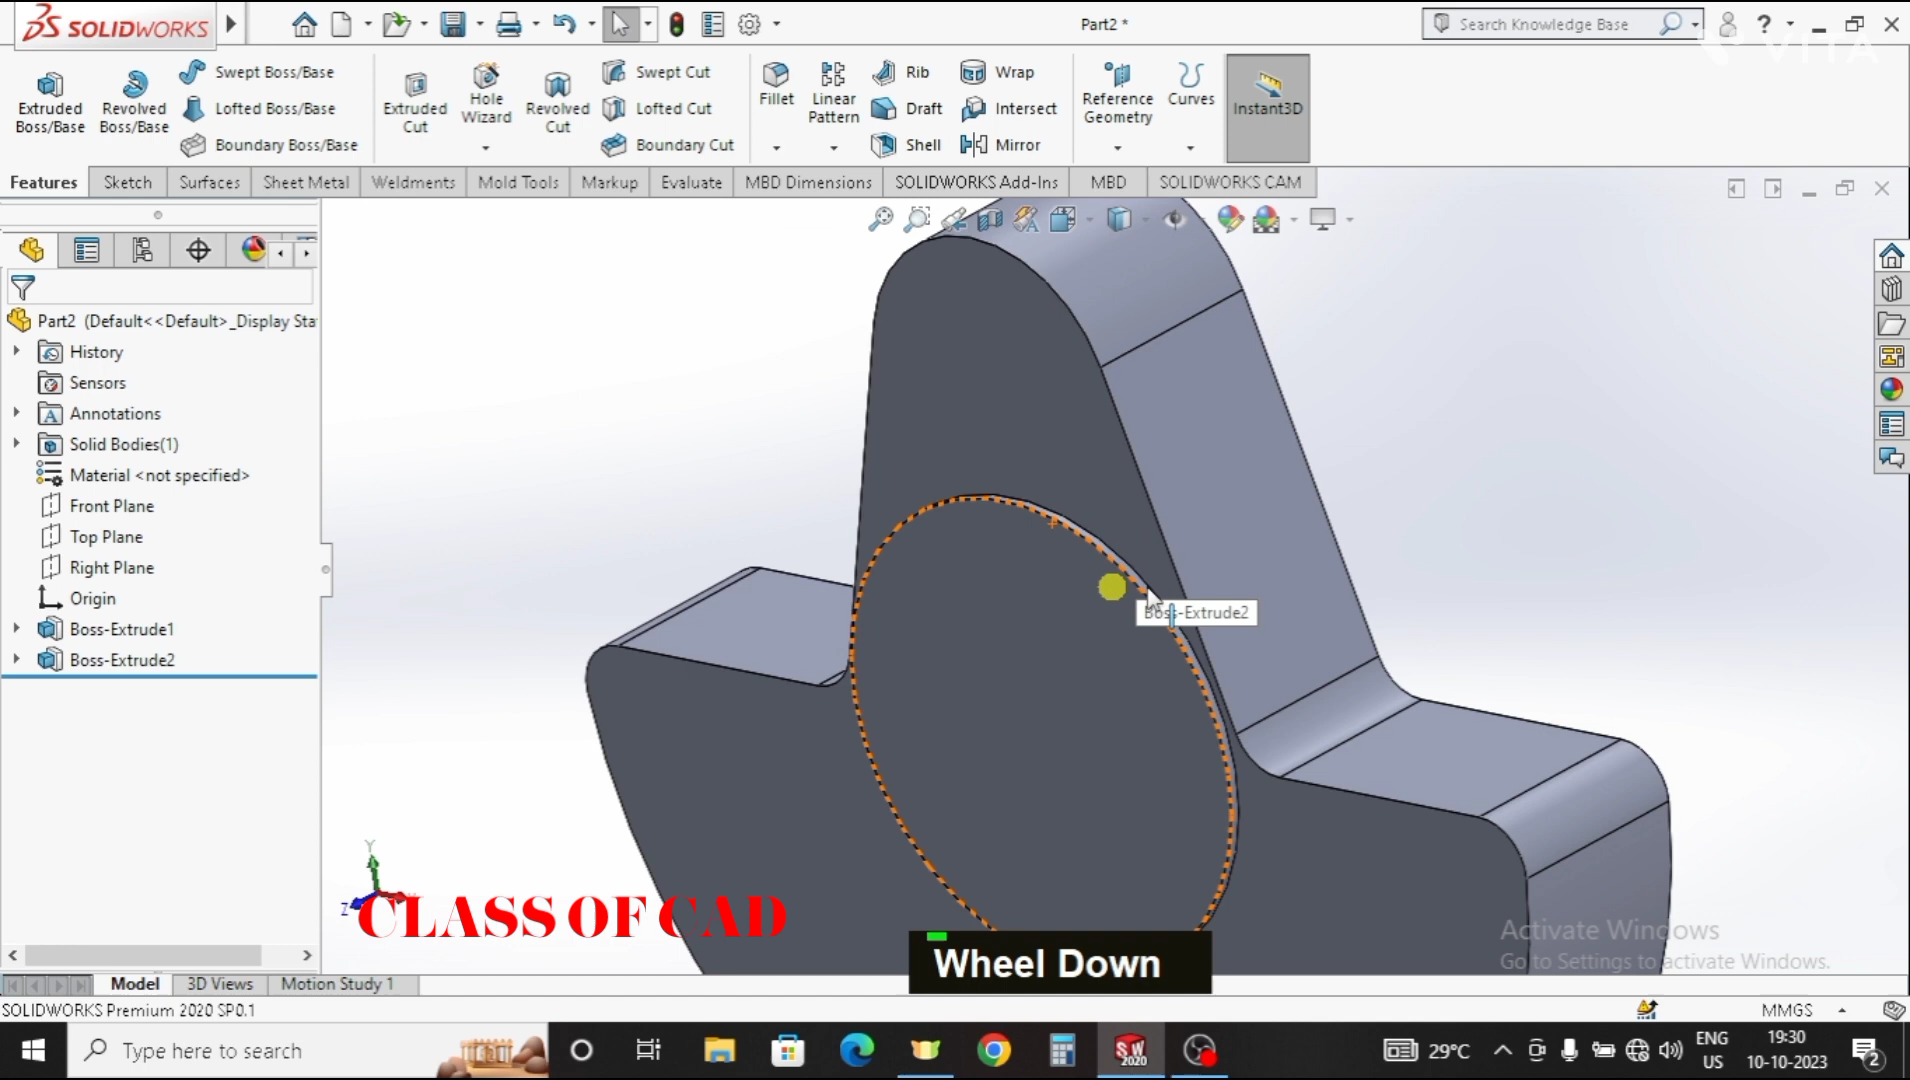 SOLIDWORKS
Part2 *
Search Knowledge Base
VITA
Extruded Boss/Base
Revolved Boss/Base
Swept Boss/Base
Lofted Boss/Base
Boundary Boss/Base
Extruded Cut
Hole Wizard
Revolved Cut
Swept Cut
Lofted Cut
Boundary Cut
Fillet
Linear Pattern
Rib
Draft
Shell
Wrap
Intersect
Mirror
Reference Geometry
Curves
Instant3D
Features
Sketch
Surfaces
Sheet Metal
Weldments
Mold Tools
Markup
Evaluate
MBD Dimensions
SOLIDWORKS Add-Ins
MBD
SOLIDWORKS CAM
Part2 (Default<<Default>_Display Sta
History
Sensors
Annotations
Solid Bodies(1)
Material <not specified>
Front Plane
Top Plane
Right Plane
Origin
Boss-Extrude1
Boss-Extrude2
Boss-Extrude2
Y
Z
CLASS OF CAD
Wheel Down
Activate Windows
Go to Settings to activate Windows.
Model
3D Views
Motion Study 1
SOLIDWORKS Premium 2020 SP0.1
MMGS
Type here to search
SW 2020
29°C
ENG
US
19:30
10-10-2023
2